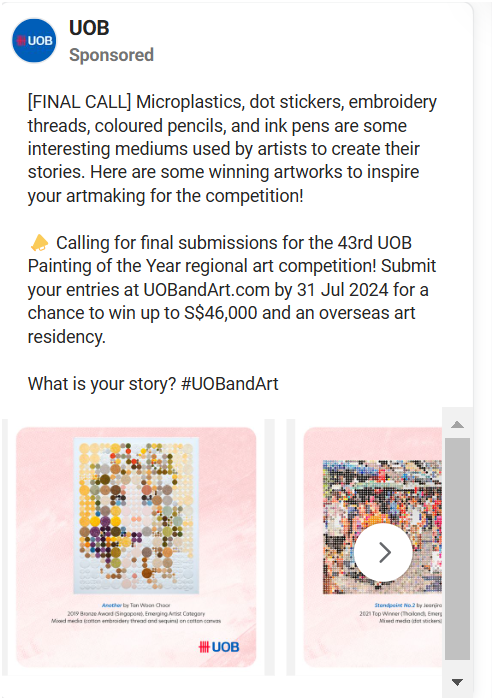 UOB
UOB
Sponsored
[FINAL CALL] Microplastics, dot stickers, embroidery
threads, coloured pencils, and ink pens are some
interesting mediums used by artists to create their
stories. Here are some winning artworks to inspire
your artmaking for the competition!
📣 Calling for final submissions for the 43rd UOB
Painting of the Year regional art competition! Submit
your entries at UOBandArt.com by 31 Jul 2024 for a
chance to win up to S$46,000 and an overseas art
residency.
What is your story? #UOBandArt
Another by Tan Waon Choor
2019 Bronze Award (Singapore), Emerging Artist Category
Mixed media (cotton embroidery thread and sequins) on cotton canvas
UOB
Standpoint No.2 by
2021 Top Winner (Thailand), Emerg
Mixed media (dot stickers)